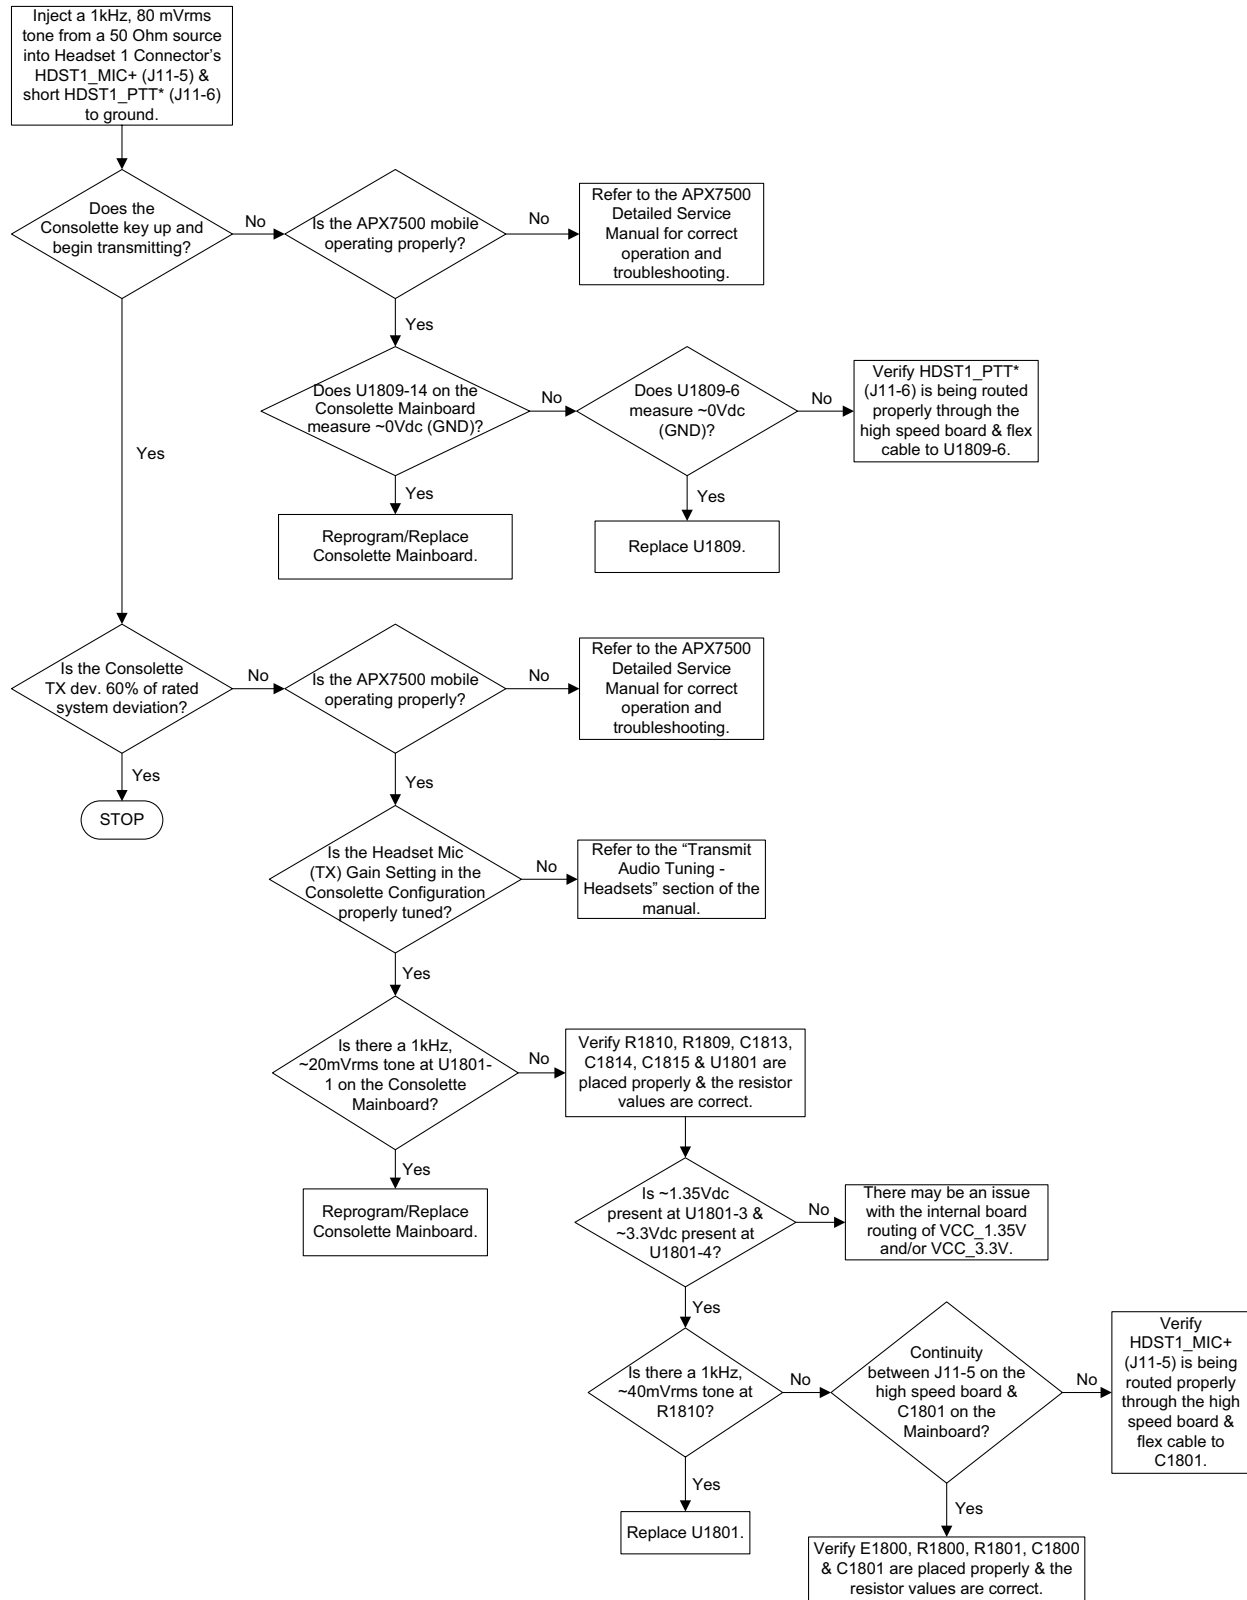 Inject a 1kHz, 80 mVrms
tone from a 50 Ohm source
into Headset 1 Connector's
HDST1_MIC+ (J11-5) &
short HDST1_PTT* (J11-6)
to ground.
Does the
Consolette key up and
begin transmitting?
No
Is the APX7500 mobile
operating properly?
No
Refer to the APX7500
Detailed Service
Manual for correct
operation and
troubleshooting.
Yes
Does U1809-14 on the
Consolette Mainboard
measure ~0Vdc (GND)?
No
Does U1809-6
measure ~0Vdc
(GND)?
No
Verify HDST1_PTT*
(J11-6) is being routed
properly through the
high speed board & flex
cable to U1809-6.
Yes
Yes
Yes
Reprogram/Replace
Consolette Mainboard.
Replace U1809.
Is the Consolette
TX dev. 60% of rated
system deviation?
No
Is the APX7500 mobile
operating properly?
No
Refer to the APX7500
Detailed Service
Manual for correct
operation and
troubleshooting.
Yes
STOP
Yes
Is the Headset Mic
(TX) Gain Setting in the
Consolette Configuration
properly tuned?
No
Refer to the “Transmit
Audio Tuning -
Headsets” section of the
manual.
Yes
Is there a 1kHz,
~20mVrms tone at U1801-
1 on the Consolette
Mainboard?
No
Verify R1810, R1809, C1813,
C1814, C1815 & U1801 are
placed properly & the resistor
values are correct.
Yes
Reprogram/Replace
Consolette Mainboard.
Is ~1.35Vdc
present at U1801-3 &
~3.3Vdc present at
U1801-4?
No
There may be an issue
with the internal board
routing of VCC_1.35V
and/or VCC_3.3V.
Yes
Is there a 1kHz,
~40mVrms tone at
R1810?
No
Continuity
between J11-5 on the
high speed board &
C1801 on the
Mainboard?
No
Verify
HDST1_MIC+
(J11-5) is being
routed properly
through the high
speed board &
flex cable to
C1801.
Yes
Replace U1801.
Yes
Verify E1800, R1800, R1801, C1800
& C1801 are placed properly & the
resistor values are correct.